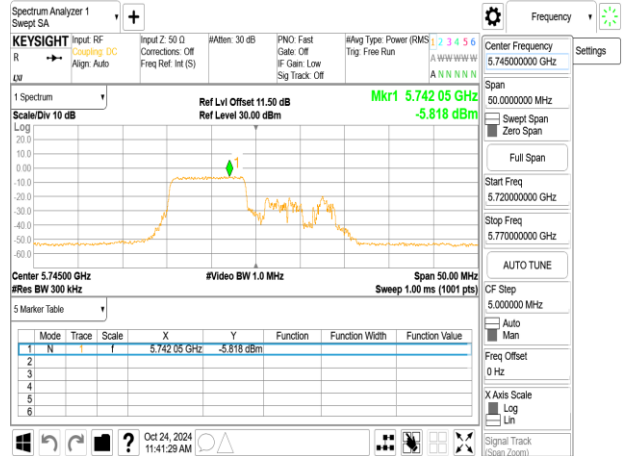 Spectrum Analyzer 1
Swept SA
Frequency
Settings
KEYSIGHT
R
Input: RF
Coupling: DC
Align: Auto
Input Z: 50 Ω
Corrections: Off
Freq Ref: Int (S)
#Atten: 30 dB
PNO: Fast
Gate: Off
IF Gain: Low
Sig Track: Off
#Avg Type: Power (RMS
Trig: Free Run
1 2 3 4 5 6
A W W W W W
A N N N N N
1 Spectrum
Scale/Div 10 dB
Ref Lvl Offset 11.50 dB
Ref Level 30.00 dBm
Mkr1 5.742 05 GHz
-5.818 dBm
Log
20.0
10.0
0.00
-10.0
-20.0
-30.0
-40.0
-50.0
-60.0
1
Center 5.74500 GHz
#Res BW 300 kHz
#Video BW 1.0 MHz
Span 50.00 MHz
Sweep 1.00 ms (1001 pts)
5 Marker Table
Mode Trace Scale X Y Function Function Width Function Value
1 N 1 f 5.742 05 GHz -5.818 dBm
2
3
4
5
6
Oct 24, 2024
11:41:29 AM
Center Frequency
5.745000000 GHz
Span
50.0000000 MHz
Swept Span
Zero Span
Full Span
Start Freq
5.720000000 GHz
Stop Freq
5.770000000 GHz
AUTO TUNE
CF Step
5.000000 MHz
Auto
Man
Freq Offset
0 Hz
X Axis Scale
Log
Lin
Signal Track
(Span Zoom)